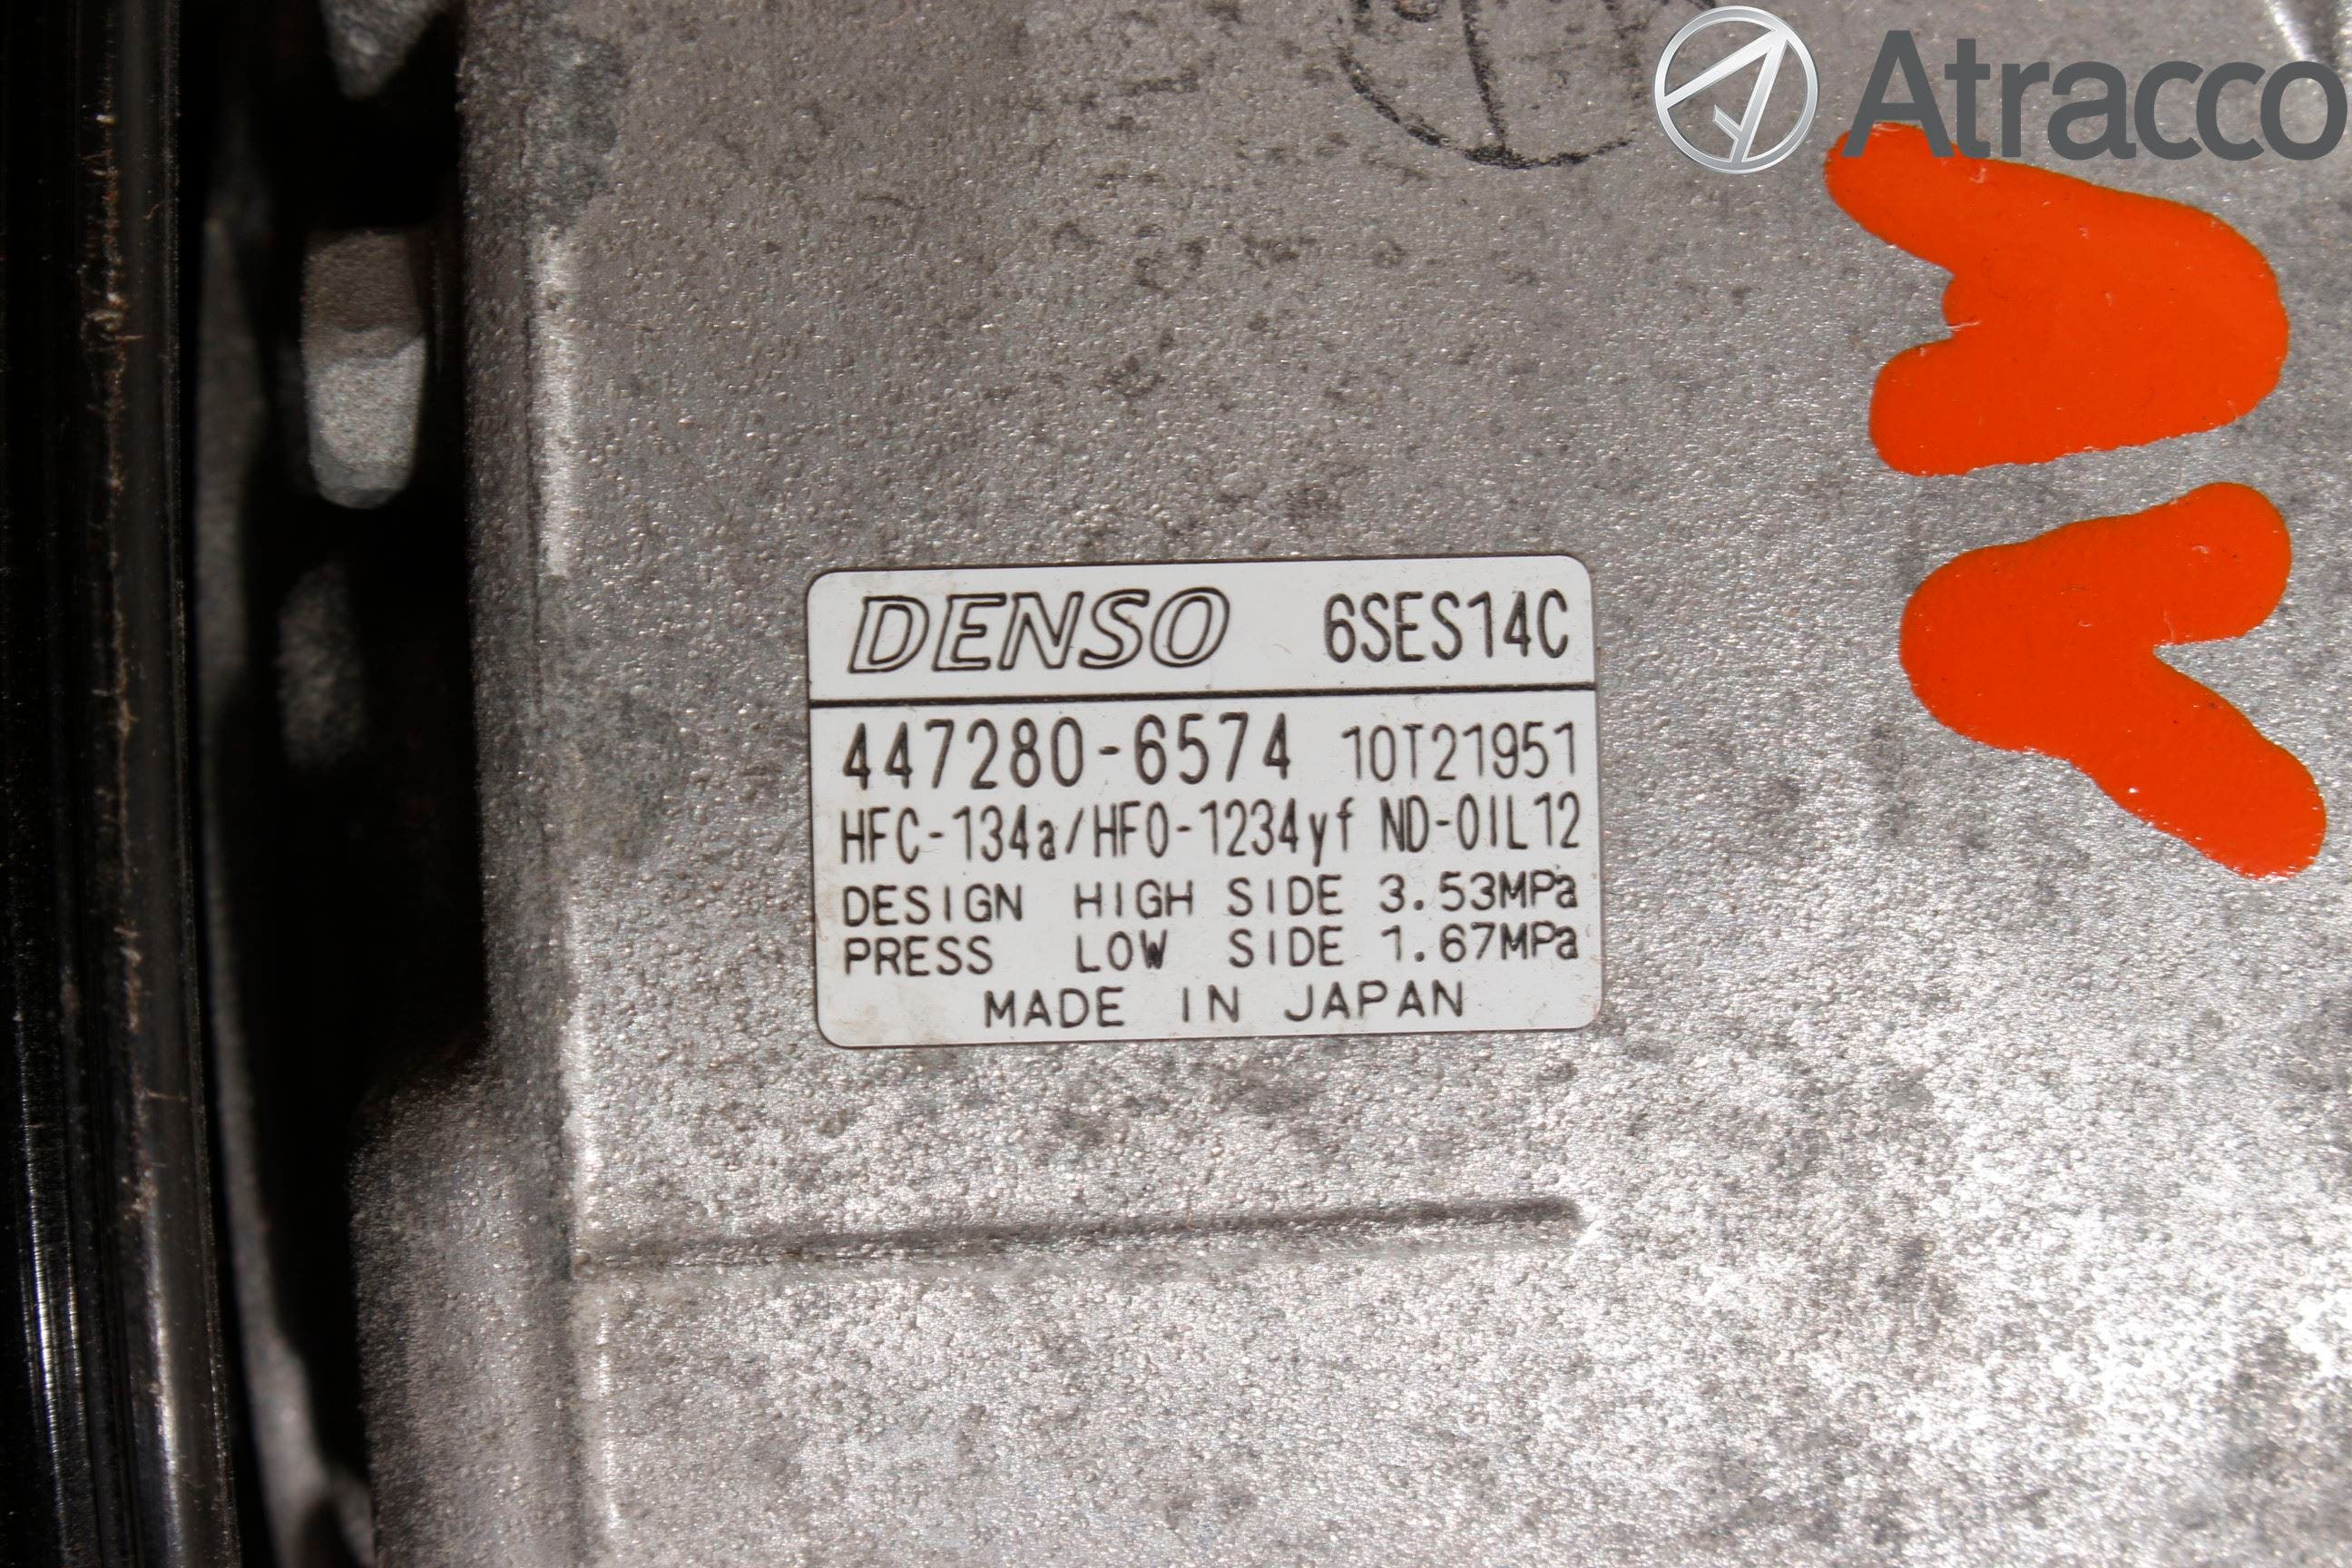 Atracco
DENSO 6SES14C
447280-6574 10T21951
HFC-134a/HFO-1234yf ND-OIL12
DESIGN HIGH SIDE 3.53MPa
PRESS LOW SIDE 1.67MPa
MADE IN JAPAN